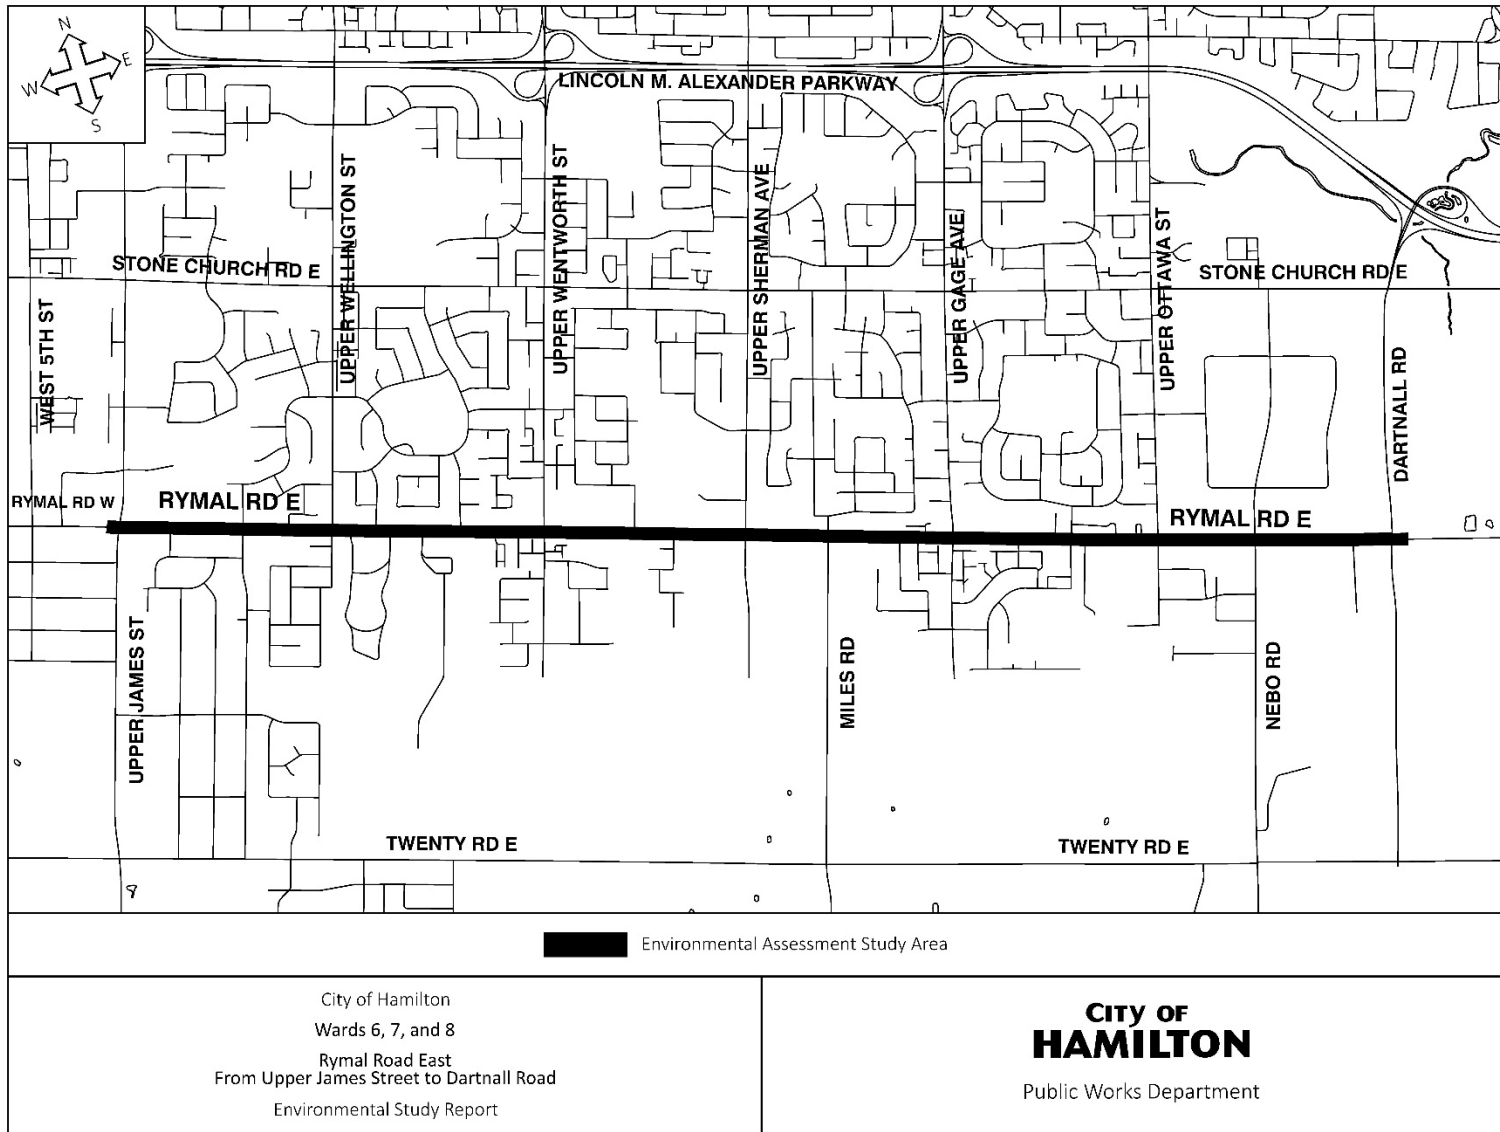 N
E
W
S
LINCOLN M. ALEXANDER PARKWAY
STONE CHURCH RD E
STONE CHURCH RD E
WEST 5TH ST
UPPER WELLINGTON ST
UPPER WENTWORTH ST
UPPER SHERMAN AVE
UPPER GAGE AVE
UPPER OTTAWA ST
DARTNALL RD
RYMAL RD W
RYMAL RD E
RYMAL RD E
UPPER JAMES ST
MILES RD
NEBO RD
TWENTY RD E
TWENTY RD E
Environmental Assessment Study Area
City of Hamilton
Wards 6, 7, and 8
Rymal Road East
From Upper James Street to Dartnall Road
Environmental Study Report
CITY OF
HAMILTON
Public Works Department